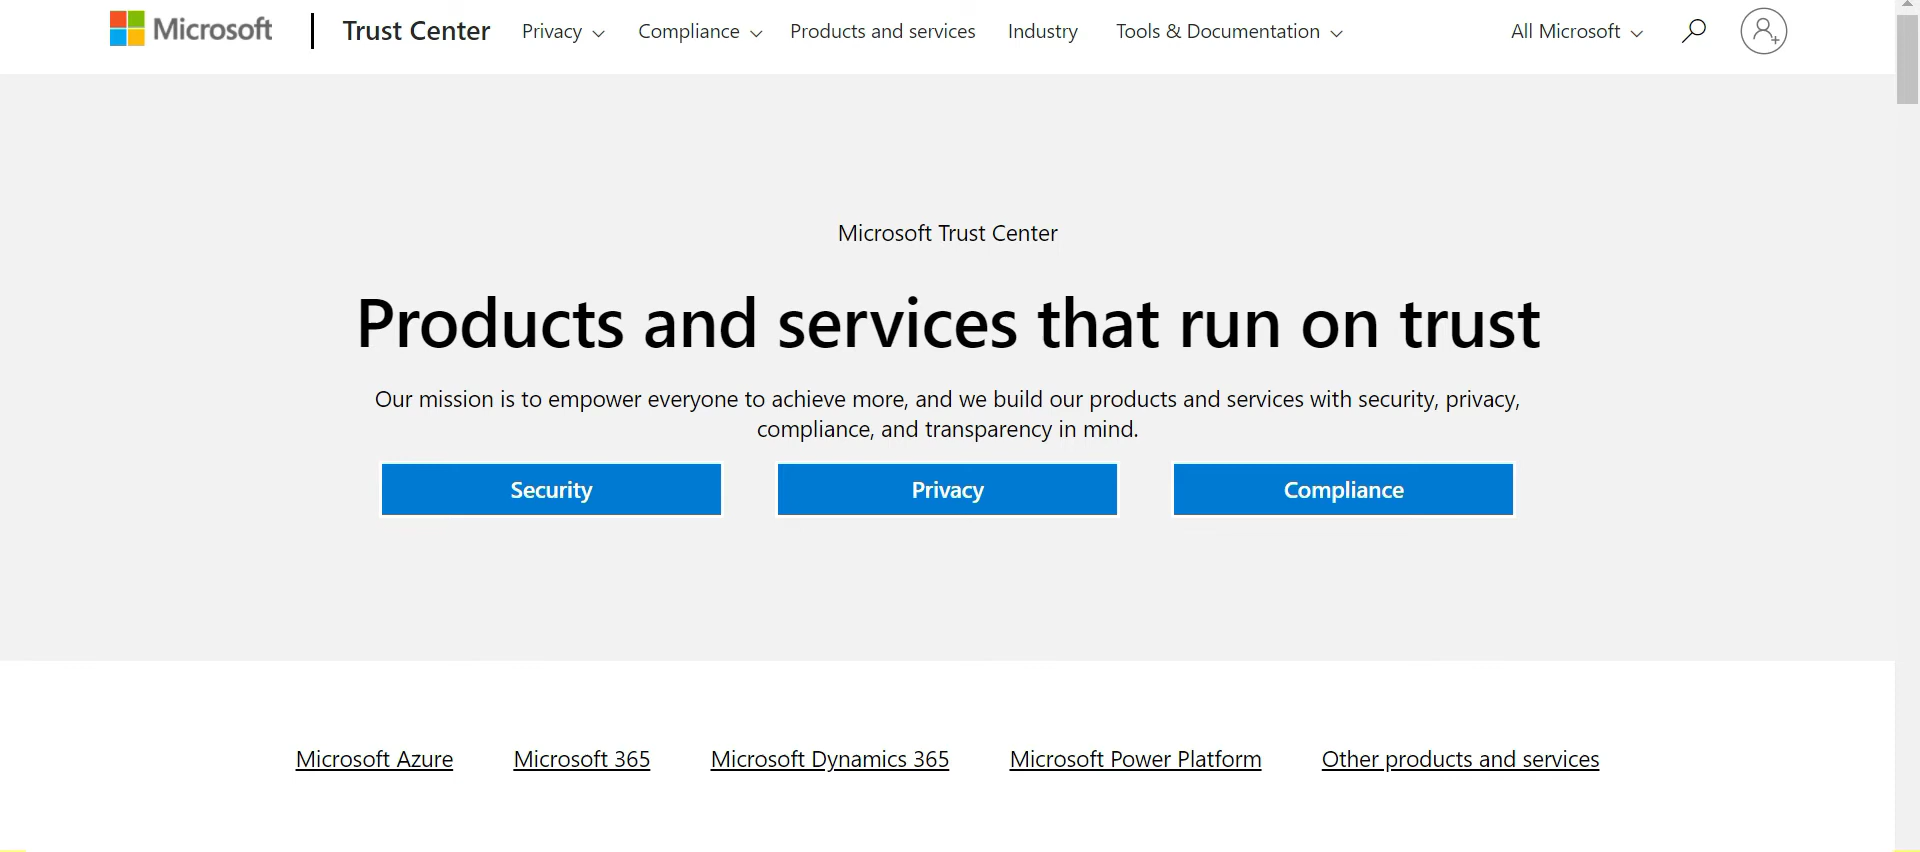 Microsoft Trust Center Privacy Compliance Products and services Industry Tools & Documentation All Microsoft
Microsoft Trust Center
Products and services that run on trust
Our mission is to empower everyone to achieve more, and we build our products and services with security, privacy,
compliance, and transparency in mind.
Security Privacy Compliance
Microsoft Azure Microsoft 365 Microsoft Dynamics 365 Microsoft Power Platform Other products and services